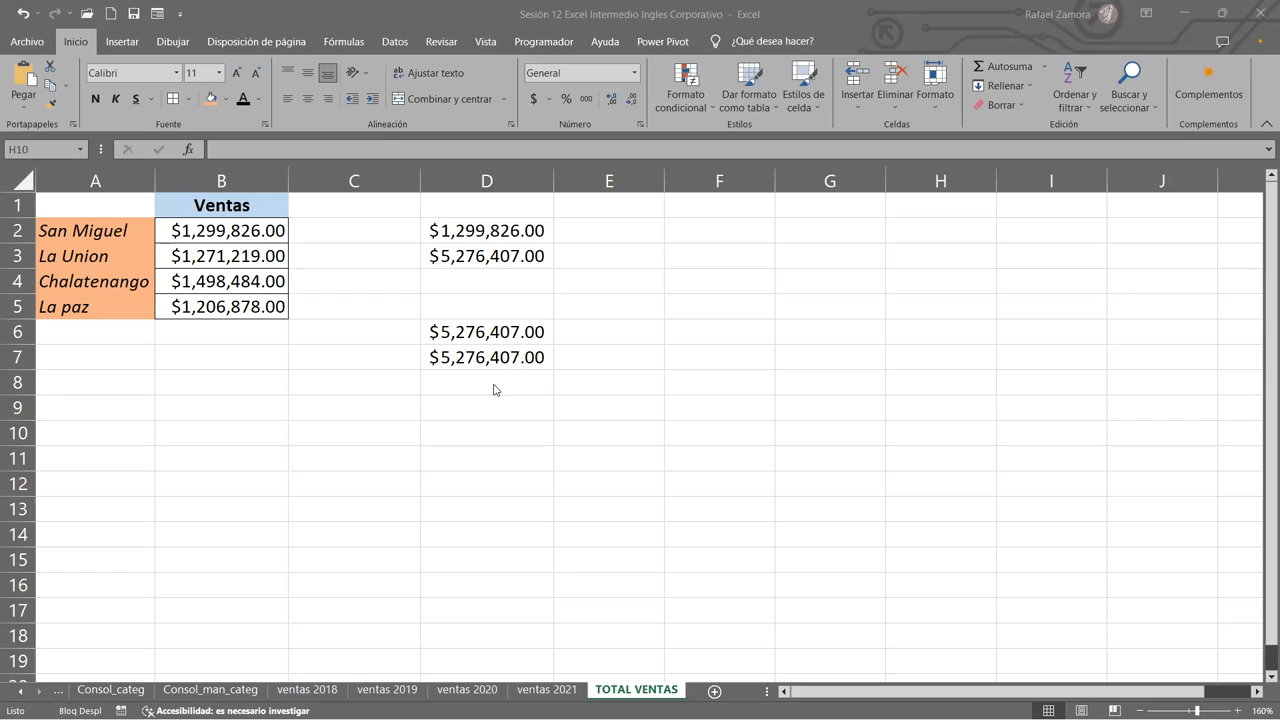 Sesión 12 Excel Intermedio Ingles Corporativo - Excel
Rafael Zamora
Archivo Inicio Insertar Dibujar Disposición de página Fórmulas Datos Revisar Vista Programador Ayuda Power Pivot ¿Qué desea hacer?
Pegar
Calibri 11
N K S
Ajustar texto
Combinar y centrar
General
$ % 000
Formato condicional
Dar formato como tabla
Estilos de celda
Insertar Eliminar Formato
Autosuma
Rellenar
Borrar
Ordenar y filtrar
Buscar y seleccionar
Complementos
Portapapeles Fuente Alineación Número Estilos Celdas Edición Complementos
H10 fx
A B C D E F G H I J
1 Ventas
2 San Miguel $1,299,826.00 $1,299,826.00
3 La Union $1,271,219.00 $5,276,407.00
4 Chalatenango $1,498,484.00
5 La paz $1,206,878.00
6 $5,276,407.00
7 $5,276,407.00
8
9
10
11
12
13
14
15
16
17
18
19
... Consol_categ Consol_man_categ ventas 2018 ventas 2019 ventas 2020 ventas 2021 TOTAL VENTAS
Listo Bloq Despl Accesibilidad: es necesario investigar 160%